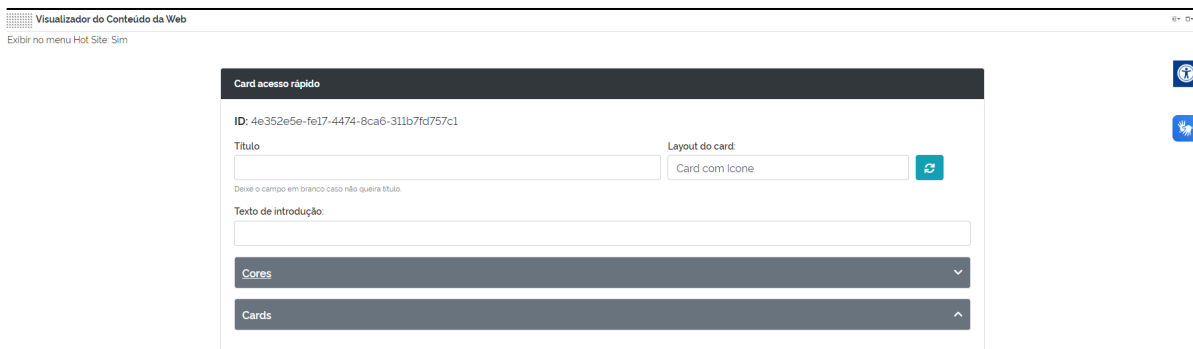 Visualizador do Conteúdo da Web
Exibir no menu Hot Site: Sim
Card acesso rápido
ID: 4e352e5e-fe17-4474-8ca6-311b7fd757c1
Título
Layout do card:
Card com Icone
Deixe o campo em branco caso não queira título.
Texto de introdução:
Cores
Cards